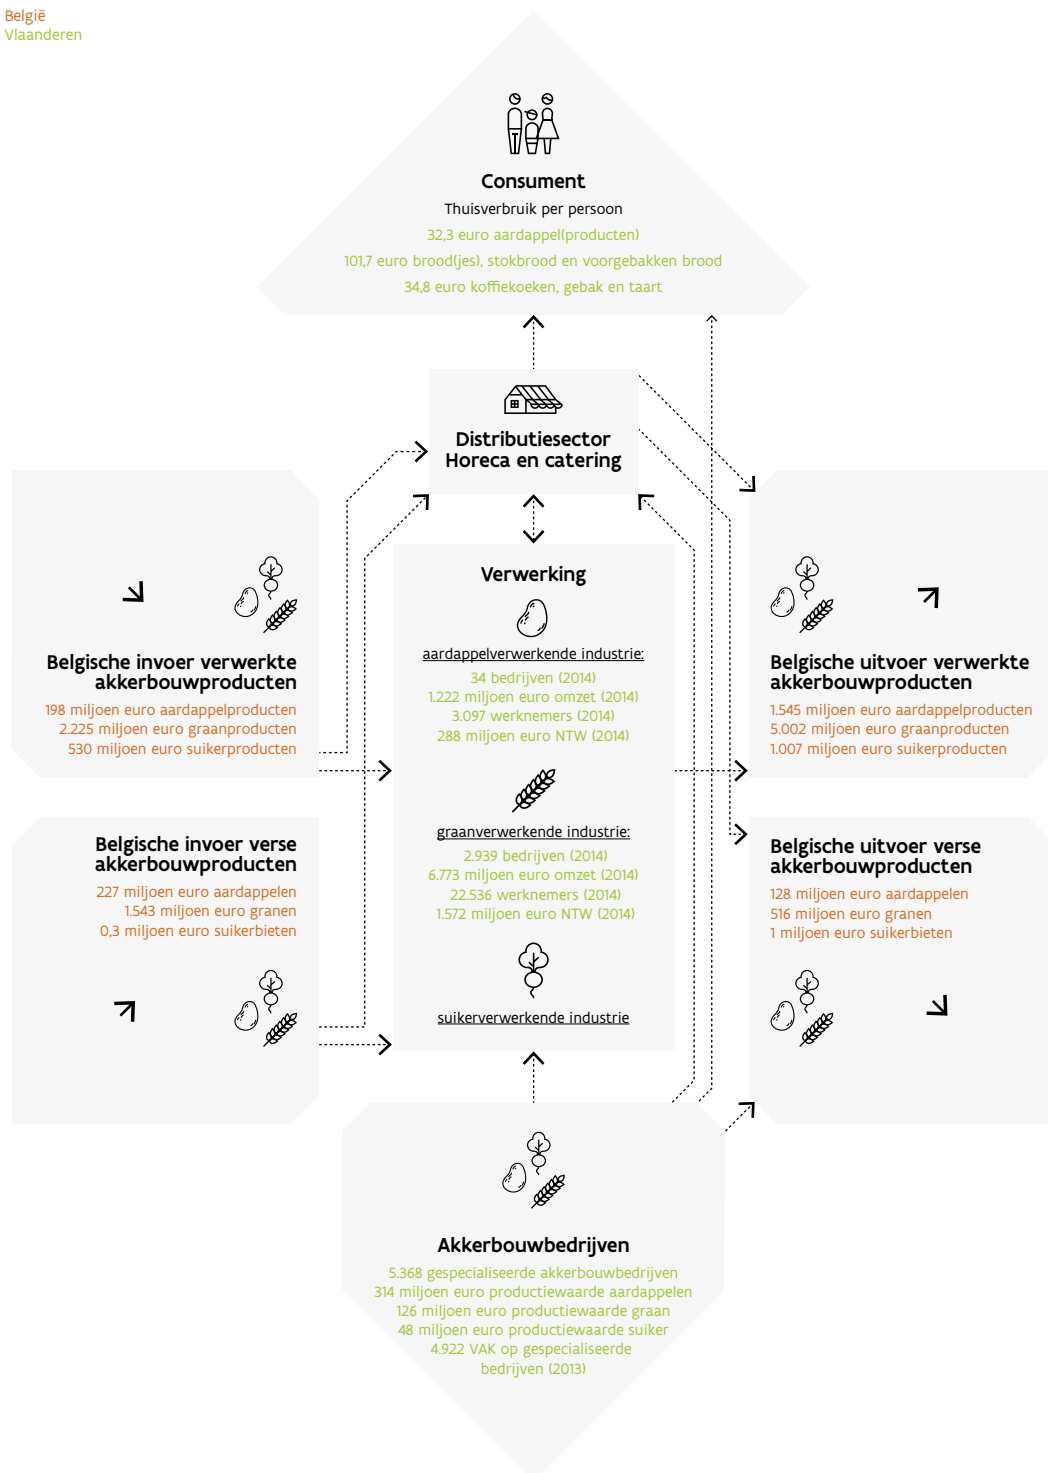 België
Vlaanderen
Consument
Thuisverbruik per persoon
32,3 euro aardappel(producten)
101,7 euro brood(jes), stokbrood en voorgebakken brood
34,8 euro koffiekoeken, gebak en taart
Distributiesector
Horeca en catering
Belgische invoer verwerkte
akkerbouwproducten
198 miljoen euro aardappelproducten
2.225 miljoen euro graanproducten
530 miljoen euro suikerproducten
Belgische invoer verse
akkerbouwproducten
227 miljoen euro aardappelen
1.543 miljoen euro granen
0,3 miljoen euro suikerbieten
Verwerking
aardappelverwerkende industrie:
34 bedrijven (2014)
1.222 miljoen euro omzet (2014)
3.097 werknemers (2014)
288 miljoen euro NTW (2014)
graanverwerkende industrie:
2.939 bedrijven (2014)
6.773 miljoen euro omzet (2014)
22.536 werknemers (2014)
1.572 miljoen euro NTW (2014)
suikerverwerkende industrie
Belgische uitvoer verwerkte
akkerbouwproducten
1.545 miljoen euro aardappelproducten
5.002 miljoen euro graanproducten
1.007 miljoen euro suikerproducten
Belgische uitvoer verse
akkerbouwproducten
128 miljoen euro aardappelen
516 miljoen euro granen
1 miljoen euro suikerbieten
Akkerbouwbedrijven
5.368 gespecialiseerde akkerbouwbedrijven
314 miljoen euro productiewaarde aardappelen
126 miljoen euro productiewaarde graan
48 miljoen euro productiewaarde suiker
4.922 VAK op gespecialiseerde
bedrijven (2013)